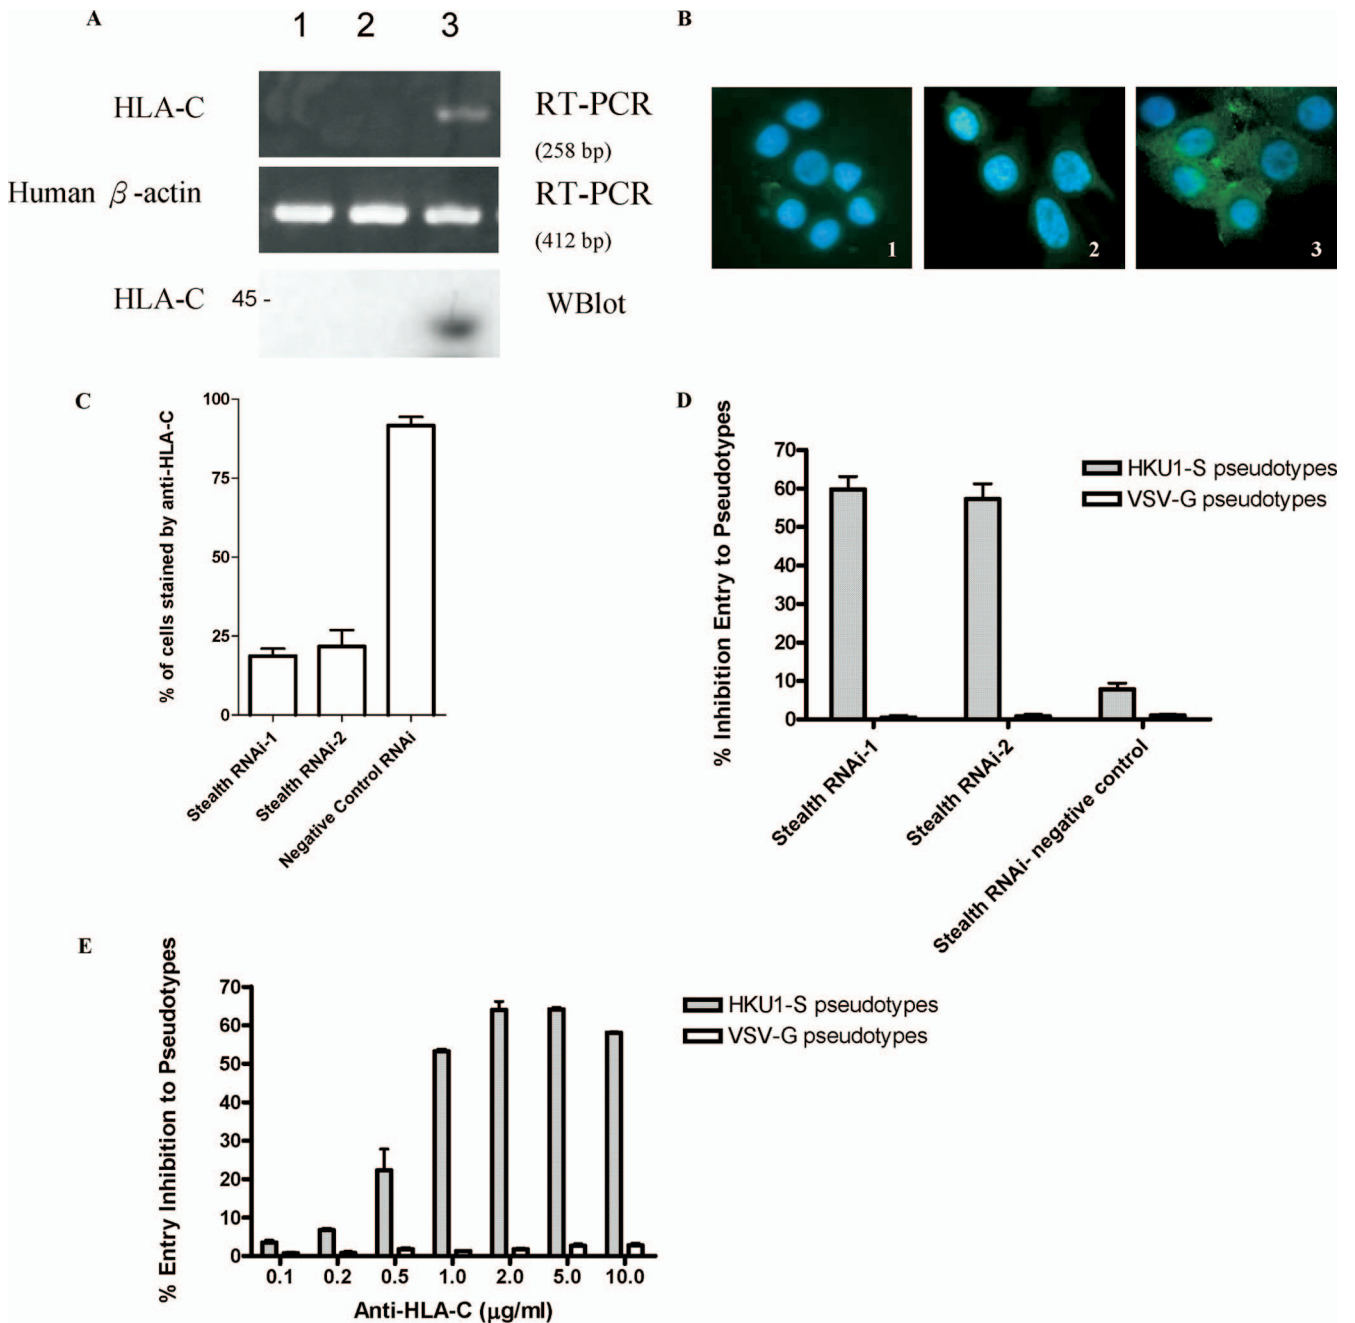 A
1 2 3
HLA-C
RT-PCR
(258 bp)
Human β-actin
RT-PCR
(412 bp)
HLA-C
45 -
WBlot
B
1
2
3
C
% of cells stained by anti-HLA-C
100
75
50
25
0
Stealth RNAi-1
Stealth RNAi-2
Negative Control RNAi
D
% Inhibition Entry to Pseudotypes
70
60
50
40
30
20
10
0
HKU1-S pseudotypes
VSV-G pseudotypes
Stealth RNAi-1
Stealth RNAi-2
Stealth RNAi- negative control
E
% Entry Inhibition to Pseudotypes
70
60
50
40
30
20
10
0
HKU1-S pseudotypes
VSV-G pseudotypes
0.1 0.2 0.5 1.0 2.0 5.0 10.0
Anti-HLA-C (μg/ml)